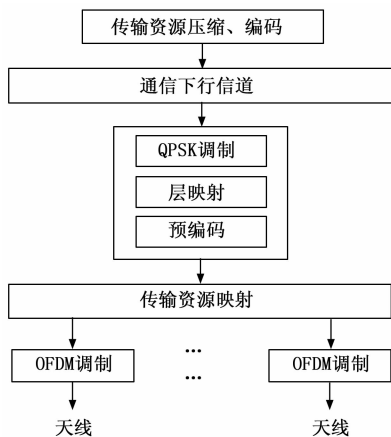 传输资源压缩、编码
通信下行信道
QPSK调制
层映射
预编码
传输资源映射
OFDM调制 … OFDM调制
…
天线 天线